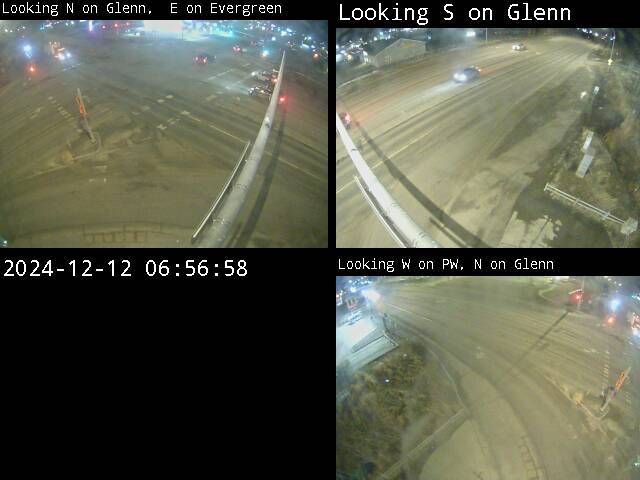 Looking N on Glenn, E on Evergreen
Looking S on Glenn
2024-12-12 06:56:58
Looking W on PW, N on Glenn